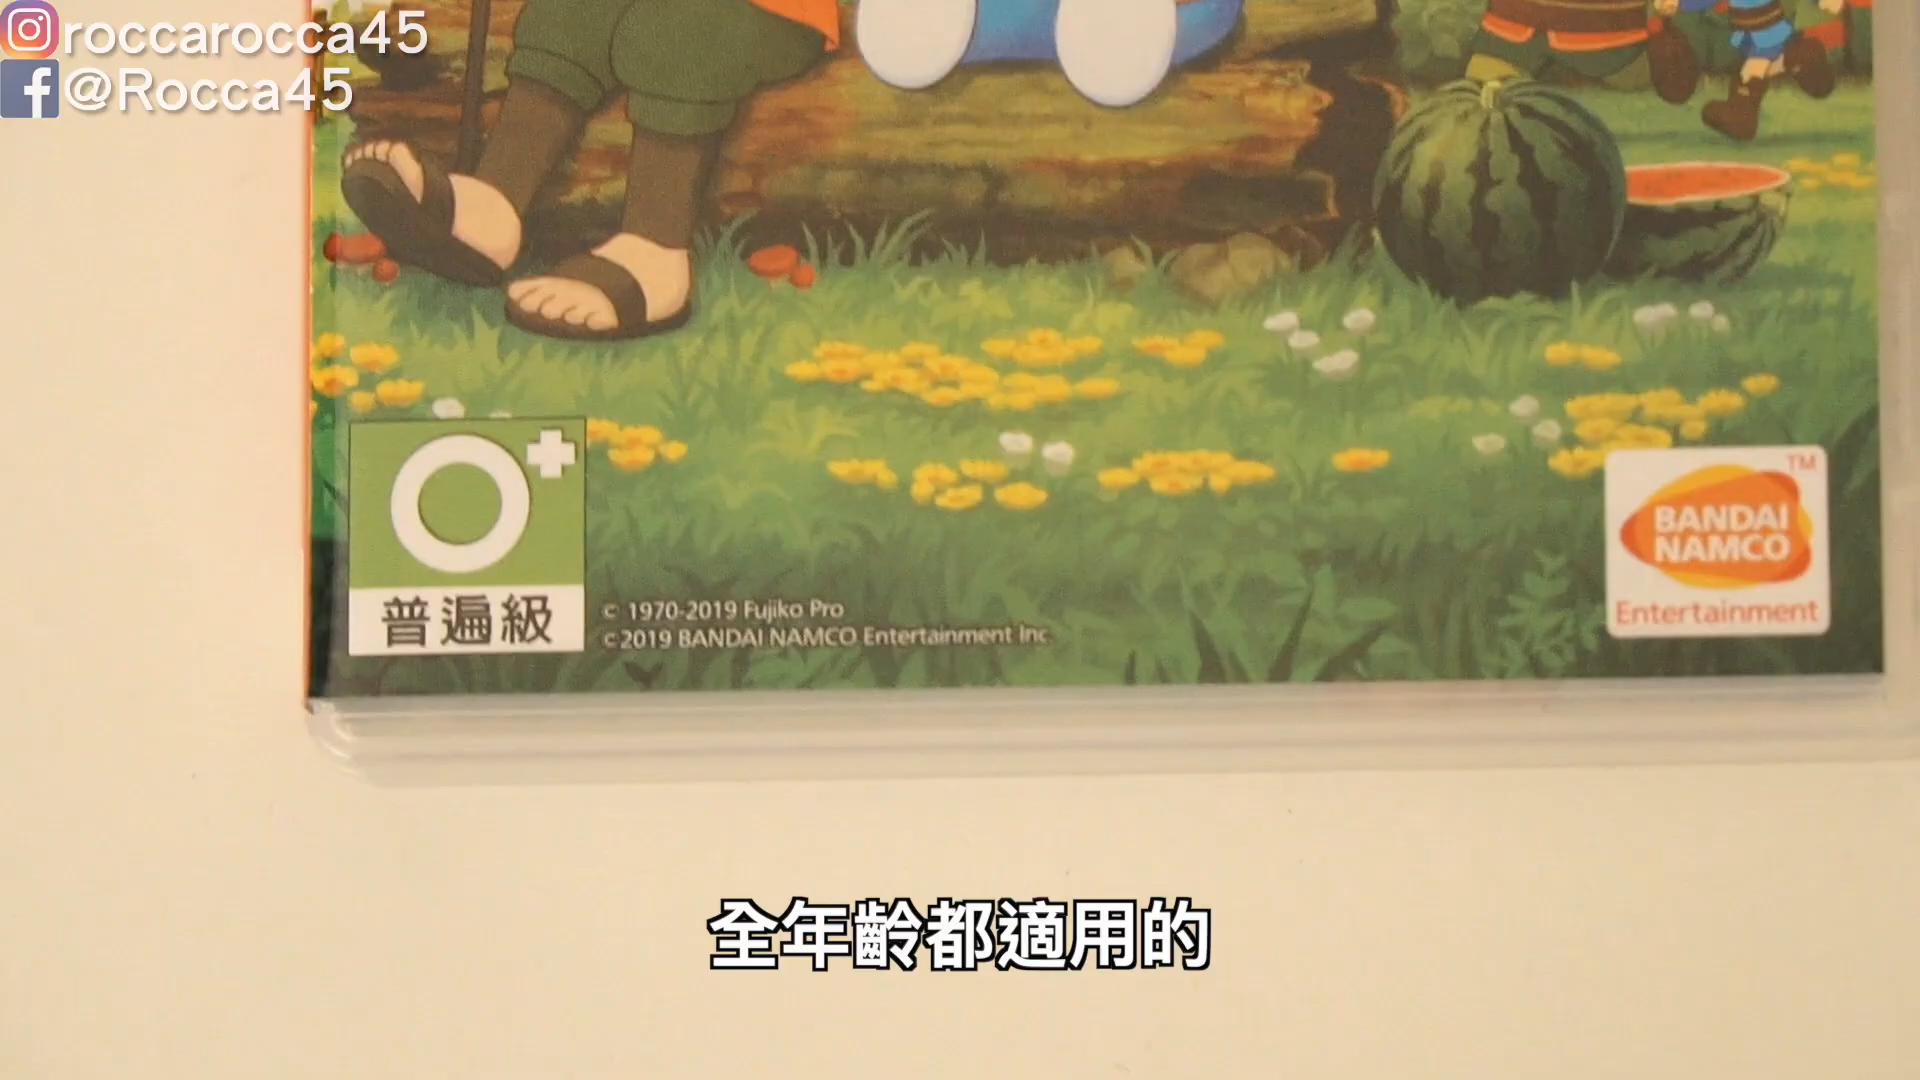 roccarocca45
@Rocca45
0+
普遍級
© 1970-2019 Fujiko Pro
©2019 BANDAI NAMCO Entertainment Inc.
TM
BANDAI
NAMCO
Entertainment
全年齡都適用的